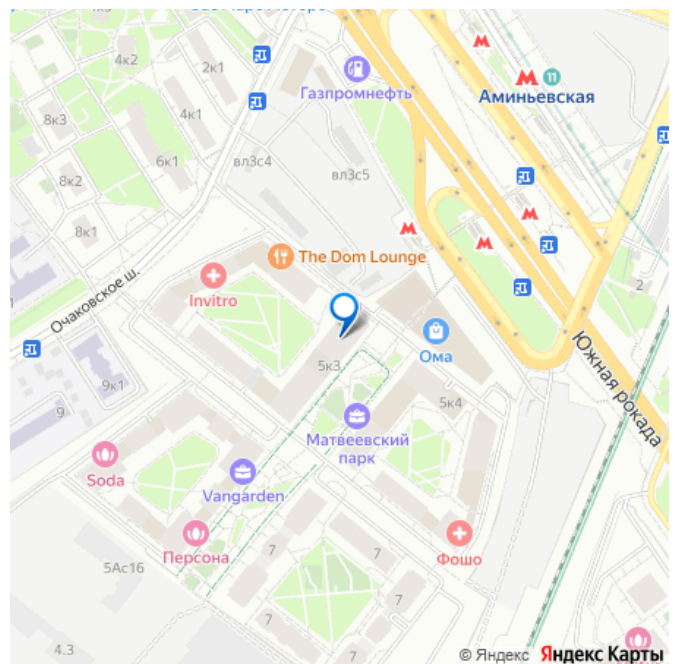 4к2
2к1
Газпромнефть
11
Аминьевская
8к3
4к1
6к1
вл3с4
вл3с5
8к2
8к1
The Dom Lounge
Invitro
2
Очаковское ш.
Ома
Южная рокада
5к3
9к1
9
5к4
Матвеевский
парк
Soda
Vangarden
Персона
7
7
Фошо
5Ас16
7
7
4.3
© Яндекс Яндекс Карты